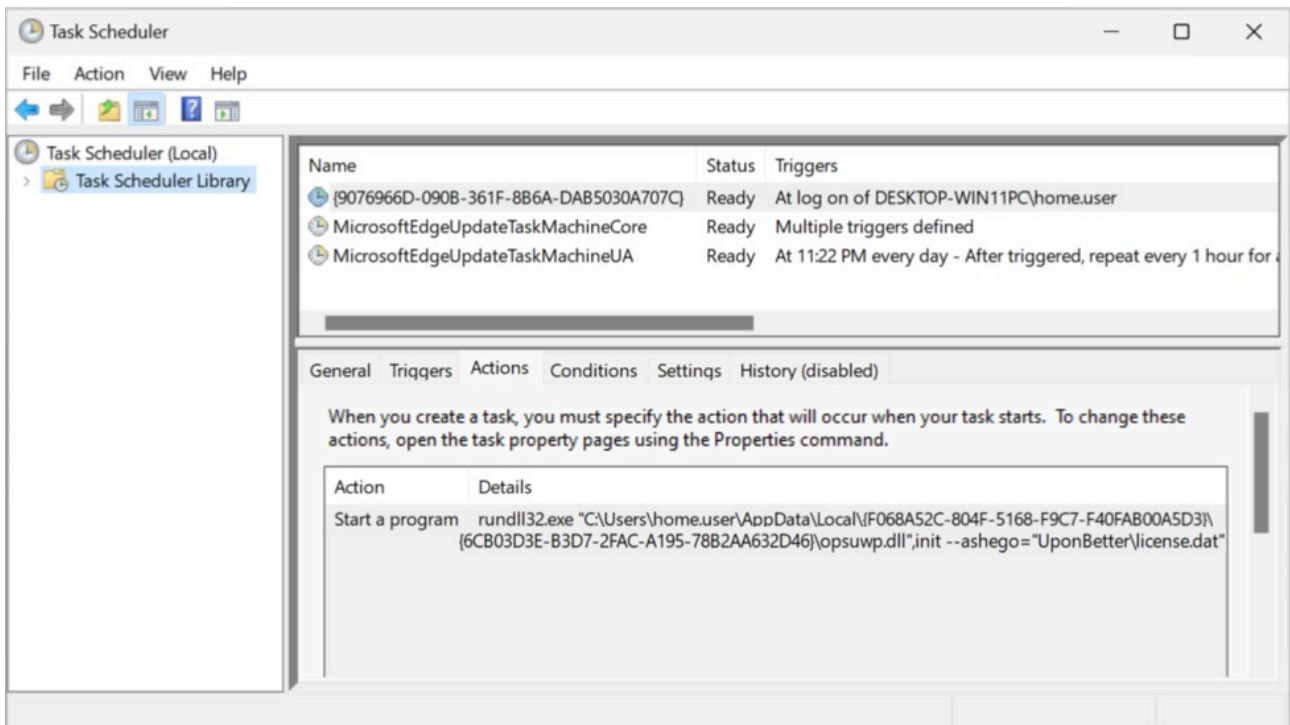 Task Scheduler
File Action View Help
Task Scheduler (Local)
Task Scheduler Library
Name Status Triggers
{9076966D-090B-361F-8B6A-DAB5030A707C} Ready At log on of DESKTOP-WIN11PC\home.user
MicrosoftEdgeUpdateTaskMachineCore Ready Multiple triggers defined
MicrosoftEdgeUpdateTaskMachineUA Ready At 11:22 PM every day - After triggered, repeat every 1 hour for
General Triggers Actions Conditions Settings History (disabled)
When you create a task, you must specify the action that will occur when your task starts. To change these
actions, open the task property pages using the Properties command.
Action Details
Start a program rundll32.exe "C:\Users\home.user\AppData\Local\{F068A52C-804F-5168-F9C7-F40FAB00A5D3}\
{6CB03D3E-B3D7-2FAC-A195-78B2AA632D46}\opsuwp.dll",init --ashego="UponBetter\license.dat"